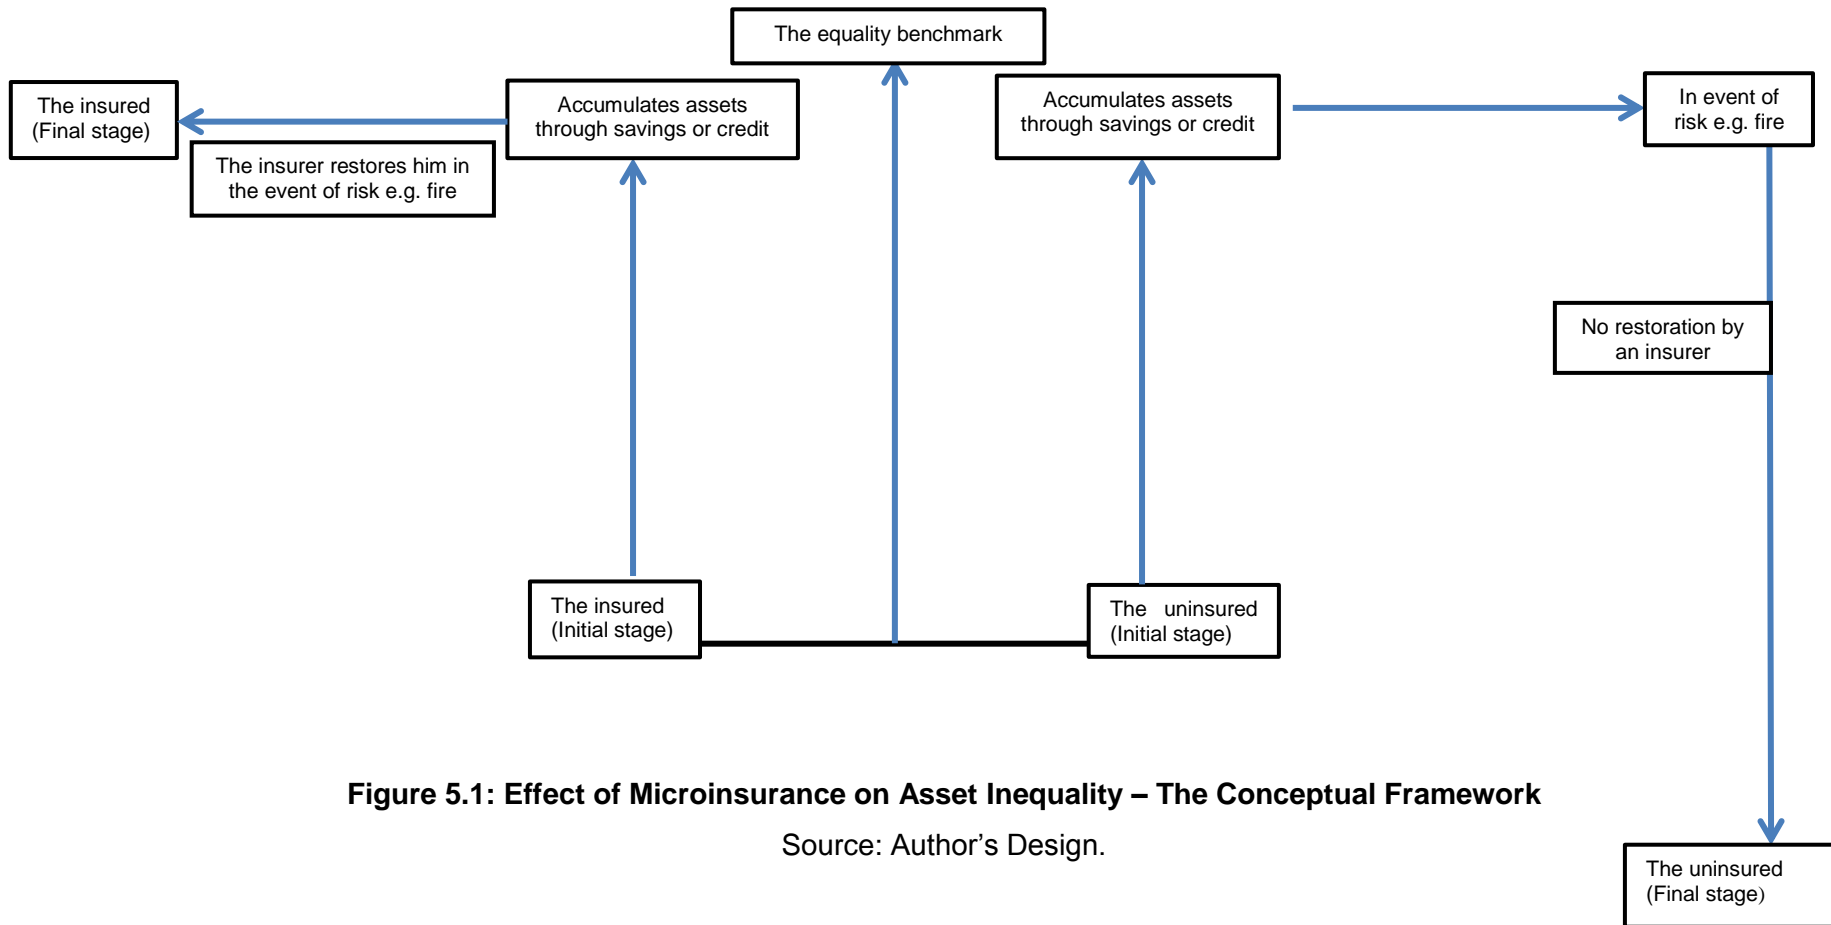 The equality benchmark
The insured
(Final stage)
Accumulates assets
through savings or credit
Accumulates assets
through savings or credit
In event of
risk e.g. fire
The insurer restores him in
the event of risk e.g. fire
No restoration by
an insurer
The insured
(Initial stage)
The uninsured
(Initial stage)
Figure 5.1: Effect of Microinsurance on Asset Inequality – The Conceptual Framework
Source: Author’s Design.
The uninsured
(Final stage)